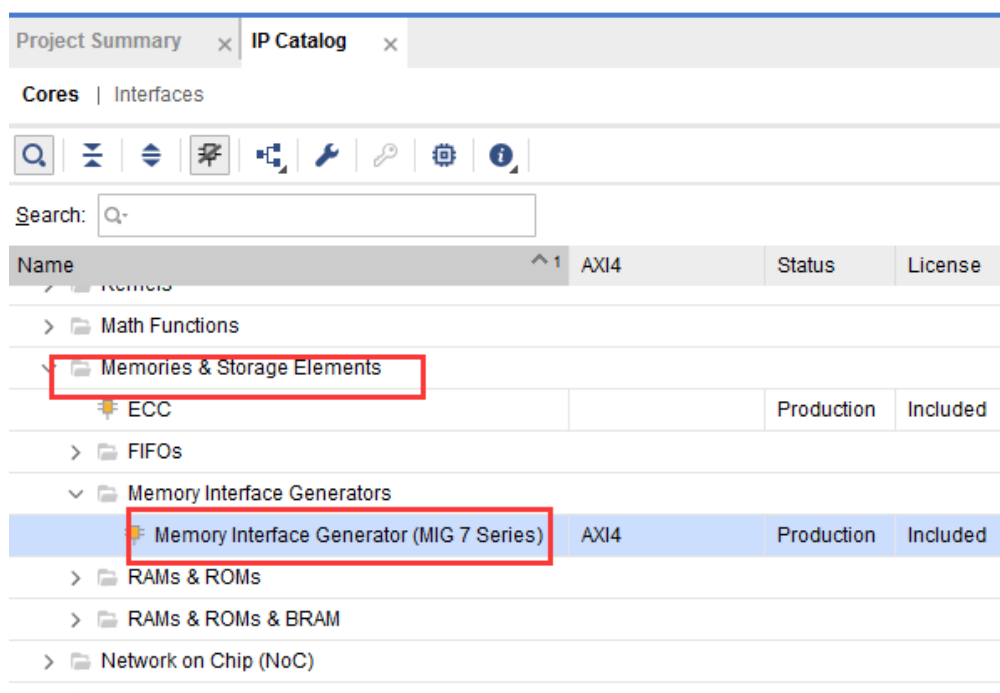 Project Summary IP Catalog
Cores | Interfaces
Search:
Name 1 AXI4 Status License
Kernels
Math Functions
Memories & Storage Elements
ECC Production Included
FIFOs
Memory Interface Generators
Memory Interface Generator (MIG 7 Series) AXI4 Production Included
RAMs & ROMs
RAMs & ROMs & BRAM
Network on Chip (NoC)